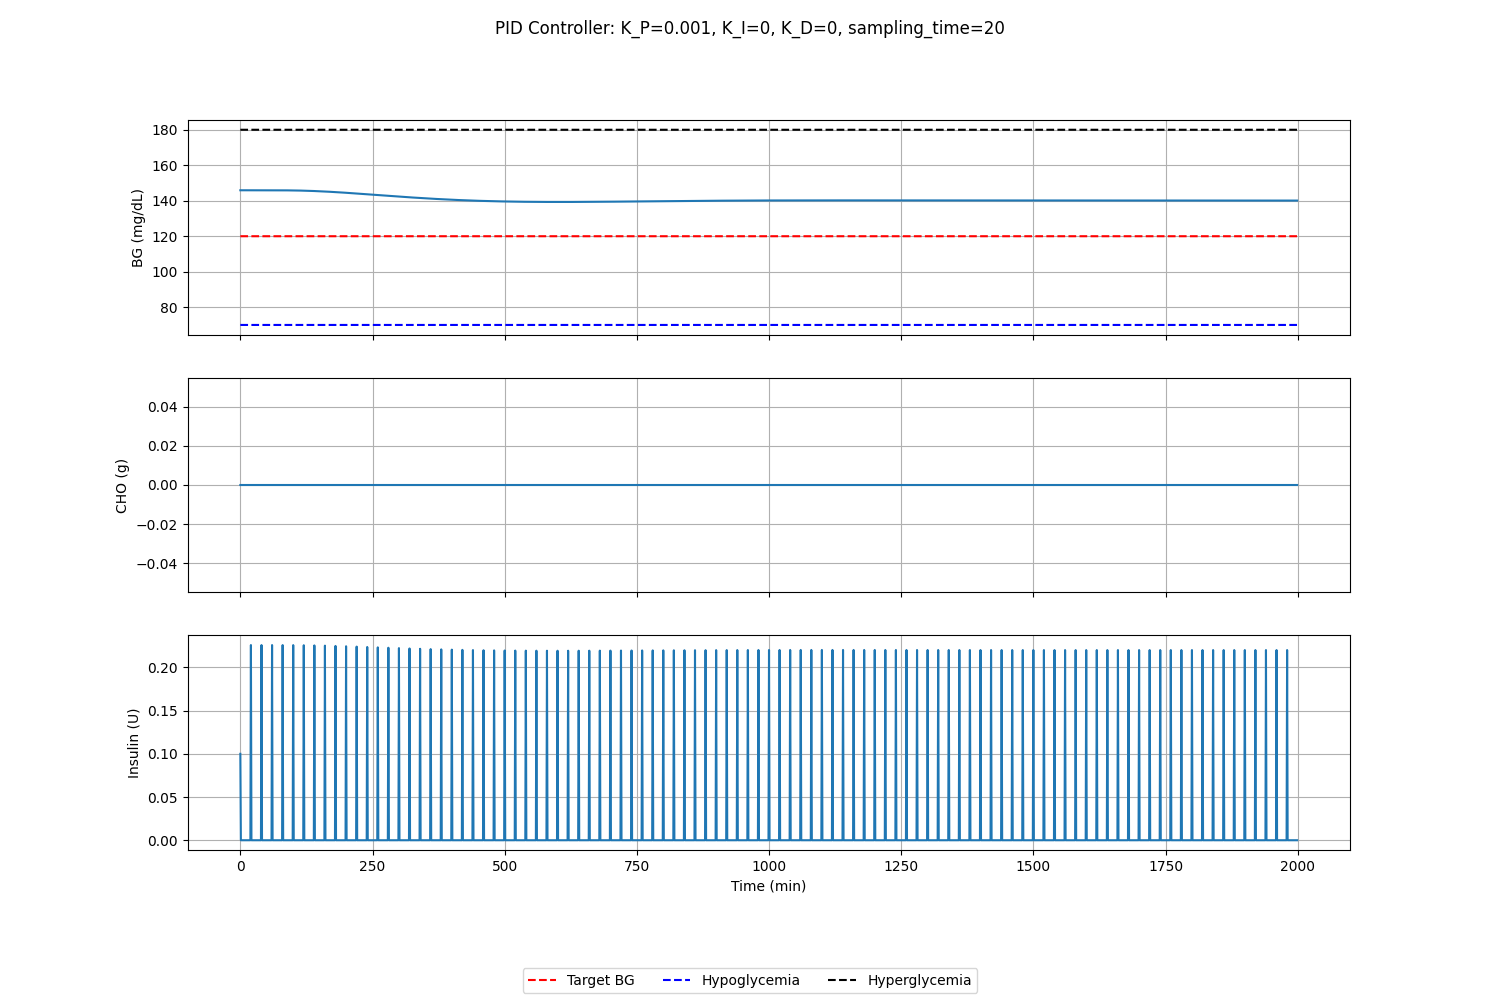 PID Controller: K_P=0.001, K_I=0, K_D=0, sampling_time=20
180
160
140
120
100
80
BG (mg/dL)
0.04
0.02
0.00
−0.02
−0.04
CHO (g)
0.20
0.15
0.10
0.05
0.00
Insulin (U)
0 250 500 750 1000 1250 1500 1750 2000
Time (min)
Target BG Hypoglycemia Hyperglycemia